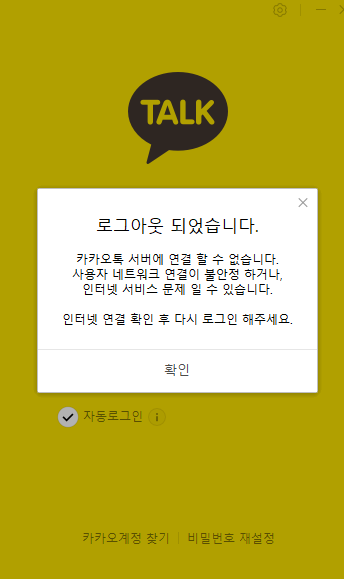 TALK
로그아웃 되었습니다.
카카오톡 서버에 연결 할 수 없습니다.
사용자 네트워크 연결이 불안정 하거나,
인터넷 서비스 문제 일 수 있습니다.
인터넷 연결 확인 후 다시 로그인 해주세요.
확인
자동로그인
카카오계정 찾기 | 비밀번호 재설정